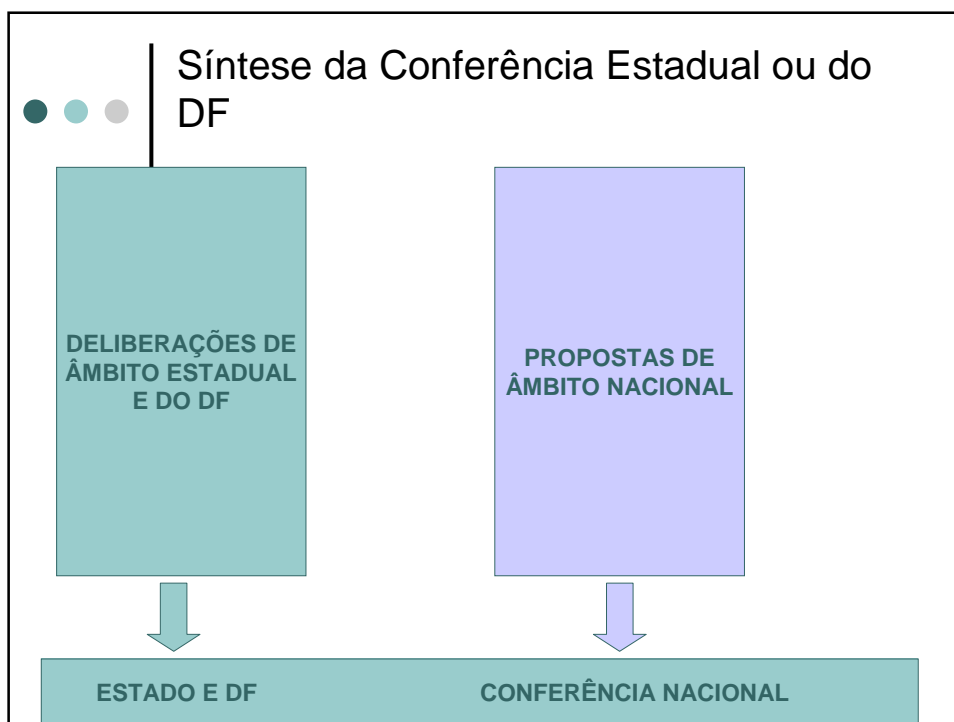 Síntese da Conferência Estadual ou do
DF
DELIBERAÇÕES DE
ÂMBITO ESTADUAL
E DO DF
PROPOSTAS DE
ÂMBITO NACIONAL
ESTADO E DF
CONFERÊNCIA NACIONAL